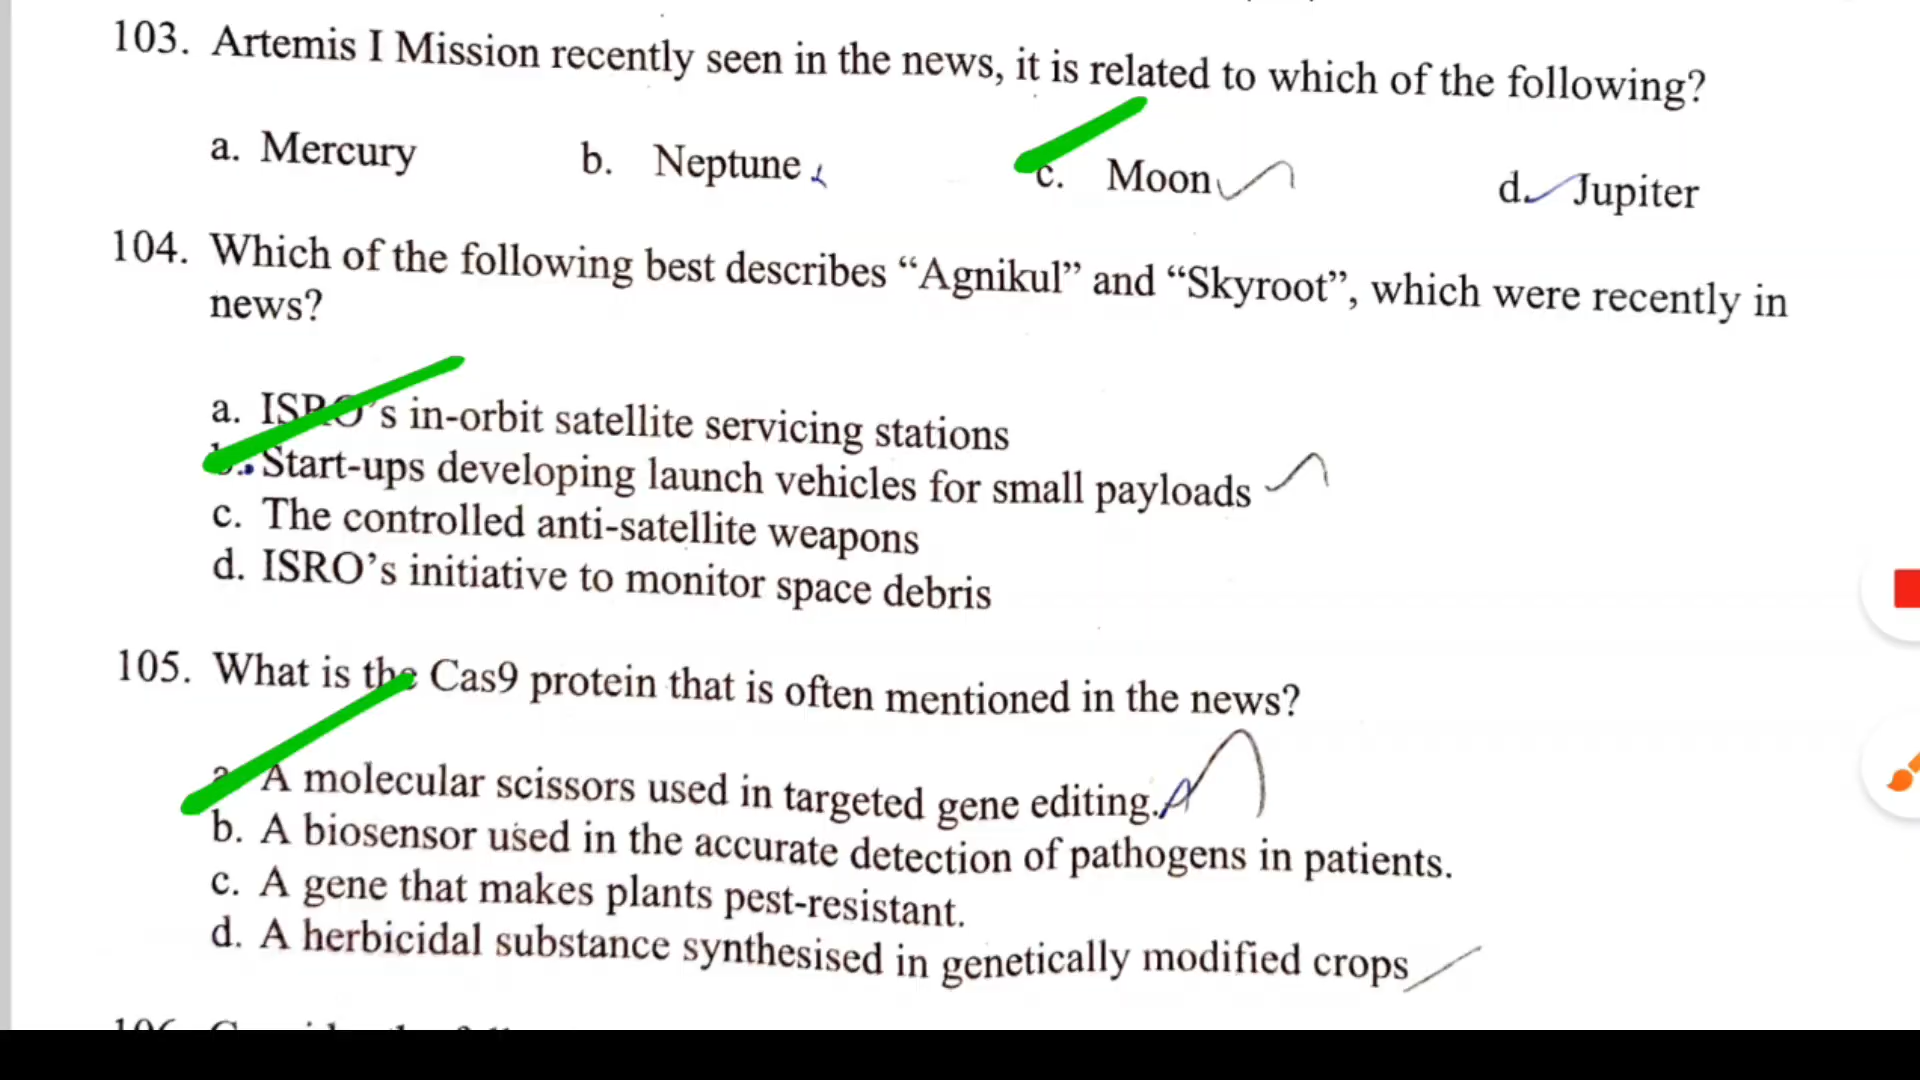 103. Artemis I Mission recently seen in the news, it is related to which of the following?
a. Mercury b. Neptune c. Moon d. Jupiter
104. Which of the following best describes “Agnikul” and “Skyroot”, which were recently in
news?
a. ISRO’s in-orbit satellite servicing stations
b. Start-ups developing launch vehicles for small payloads
c. The controlled anti-satellite weapons
d. ISRO’s initiative to monitor space debris
105. What is the Cas9 protein that is often mentioned in the news?
a. A molecular scissors used in targeted gene editing.
b. A biosensor used in the accurate detection of pathogens in patients.
c. A gene that makes plants pest-resistant.
d. A herbicidal substance synthesised in genetically modified crops